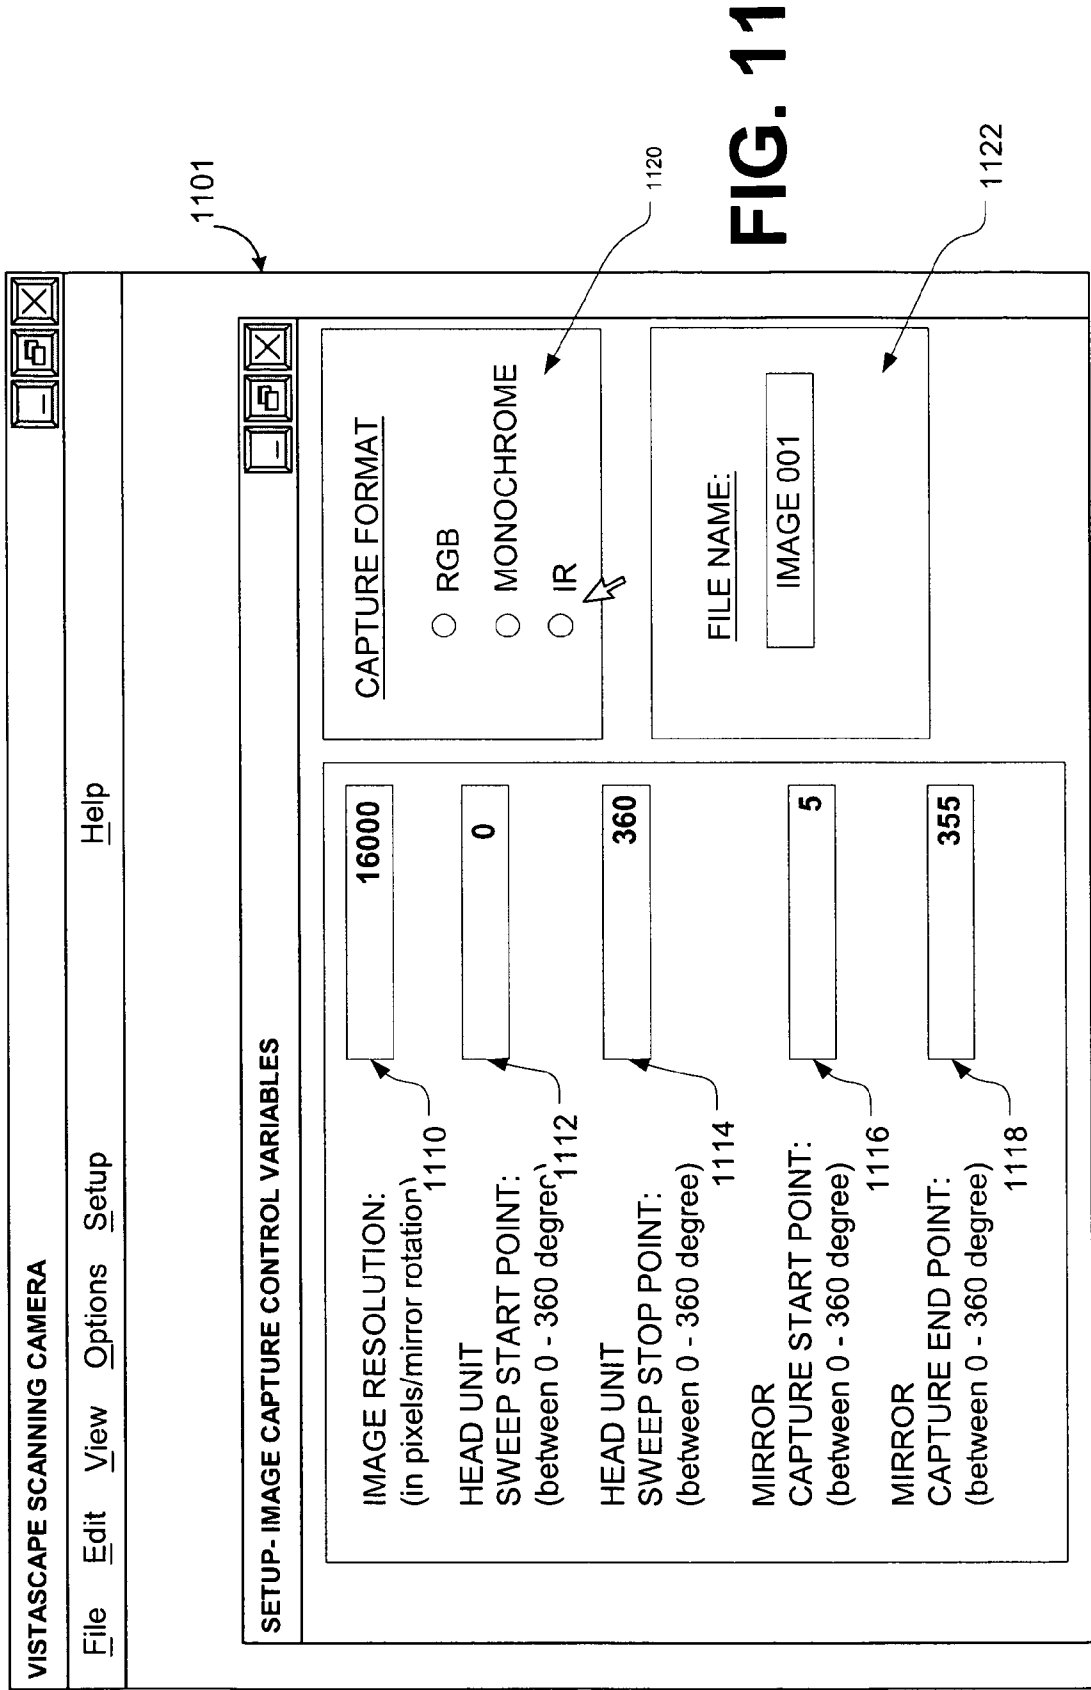 VISTASCAPE SCANNING CAMERA
File Edit View Options Setup Help
1101
SETUP- IMAGE CAPTURE CONTROL VARIABLES
IMAGE RESOLUTION:
(in pixels/mirror rotation)
16000
1110
HEAD UNIT
SWEEP START POINT:
(between 0 - 360 degree)
0
1112
HEAD UNIT
SWEEP STOP POINT:
(between 0 - 360 degree)
360
1114
MIRROR
CAPTURE START POINT:
(between 0 - 360 degree)
5
1116
MIRROR
CAPTURE END POINT:
(between 0 - 360 degree)
355
1118
CAPTURE FORMAT
RGB
MONOCHROME
IR
1120
FILE NAME:
IMAGE 001
1122
FIG. 11